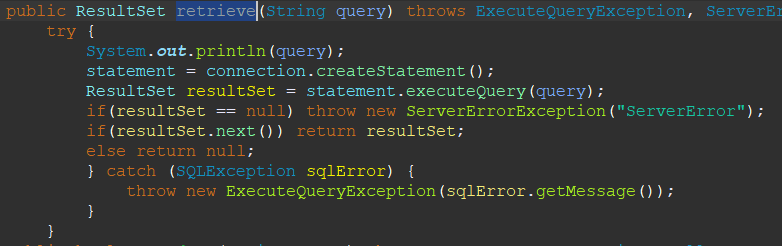 public ResultSet retrieve(String query) throws ExecuteQueryException,
try {
System.out.println(query);
statement = connection.createStatement();
ResultSet resultSet = statement.executeQuery(query);
if(resultSet == null) throw new ServerErrorException("ServerError");
if(resultSet.next()) return resultSet;
else return null;
} catch (SQLException sqlError) {
throw new ExecuteQueryException(sqlError.getMessage());
}
}